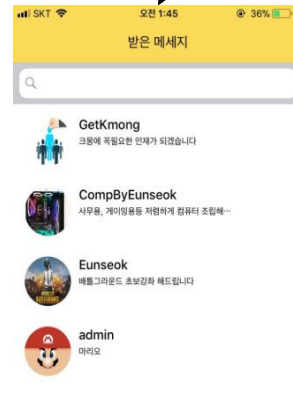 SKT 오전 1:45 36%
받은 메세지
GetKmong
크몽에 꼭필요한 인재가 되겠습니다
CompByEunseok
사무용, 게이밍용등 저렴하게 컴퓨터 조립해…
Eunseok
배틀그라운드 초보강좌 해드립니다
admin
마리오